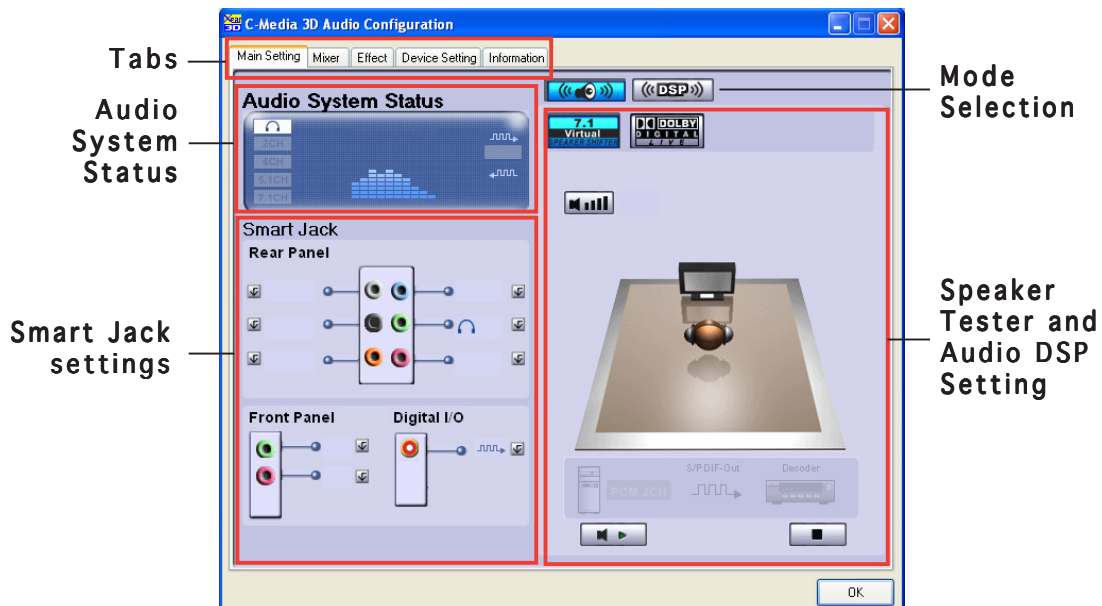 Xear
3D
C-Media 3D Audio Configuration
Tabs
Main Setting
Mixer
Effect
Device Setting
Information
Mode
Selection
DSP
Audio
System
Status
Audio System Status
2CH
4CH
5.1CH
7.1CH
7.1
Virtual
SPEAKER SHIFTER
DOLBY
DIGITAL
LIVE
Smart Jack
settings
Smart Jack
Rear Panel
Front Panel
Digital I/O
Speaker
Tester and
Audio DSP
Setting
S/PDIF-Out
Decoder
PCM 2CH
OK